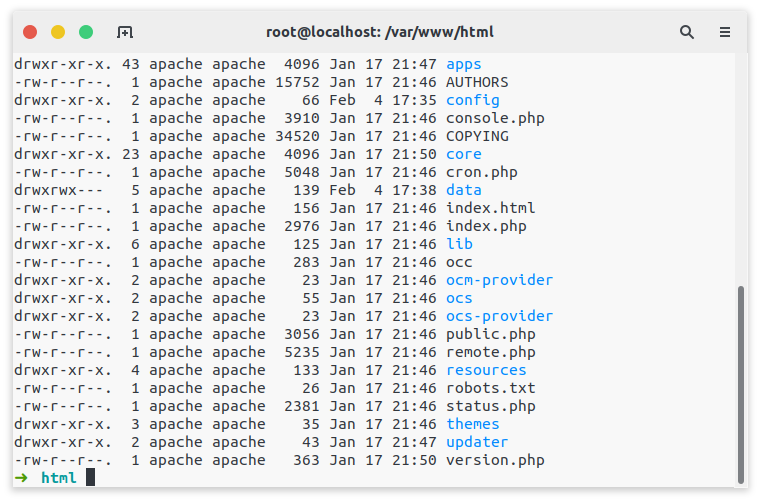 root@localhost: /var/www/html
drwxr-xr-x. 43 apache apache  4096 Jan 17 21:47 apps
-rw-r--r--.  1 apache apache 15752 Jan 17 21:46 AUTHORS
drwxr-xr-x.  2 apache apache    66 Feb  4 17:35 config
-rw-r--r--.  1 apache apache  3910 Jan 17 21:46 console.php
-rw-r--r--.  1 apache apache 34520 Jan 17 21:46 COPYING
drwxr-xr-x. 23 apache apache  4096 Jan 17 21:50 core
-rw-r--r--.  1 apache apache  5048 Jan 17 21:46 cron.php
drwxrwx---   5 apache apache   139 Feb  4 17:38 data
-rw-r--r--.  1 apache apache   156 Jan 17 21:46 index.html
-rw-r--r--.  1 apache apache  2976 Jan 17 21:46 index.php
drwxr-xr-x.  6 apache apache   125 Jan 17 21:46 lib
-rw-r--r--.  1 apache apache   283 Jan 17 21:46 occ
drwxr-xr-x.  2 apache apache    23 Jan 17 21:46 ocm-provider
drwxr-xr-x.  2 apache apache    55 Jan 17 21:46 ocs
drwxr-xr-x.  2 apache apache    23 Jan 17 21:46 ocs-provider
-rw-r--r--.  1 apache apache  3056 Jan 17 21:46 public.php
-rw-r--r--.  1 apache apache  5235 Jan 17 21:46 remote.php
drwxr-xr-x.  4 apache apache   133 Jan 17 21:46 resources
-rw-r--r--.  1 apache apache    26 Jan 17 21:46 robots.txt
-rw-r--r--.  1 apache apache  2381 Jan 17 21:46 status.php
drwxr-xr-x.  3 apache apache    35 Jan 17 21:46 themes
drwxr-xr-x.  2 apache apache    43 Jan 17 21:47 updater
-rw-r--r--.  1 apache apache   363 Jan 17 21:50 version.php
➜  html